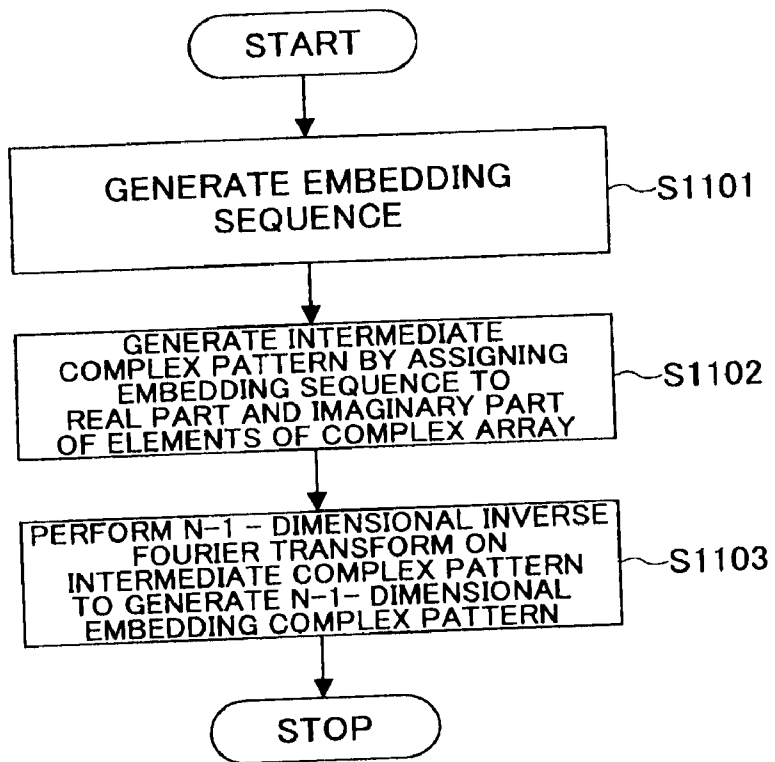 START
GENERATE EMBEDDING
SEQUENCE
S1101
GENERATE INTERMEDIATE
COMPLEX PATTERN BY ASSIGNING
EMBEDDING SEQUENCE TO
REAL PART AND IMAGINARY PART
OF ELEMENTS OF COMPLEX ARRAY
S1102
PERFORM N-1 - DIMENSIONAL INVERSE
FOURIER TRANSFORM ON
INTERMEDIATE COMPLEX PATTERN
TO GENERATE N-1- DIMENSIONAL
EMBEDDING COMPLEX PATTERN
S1103
STOP